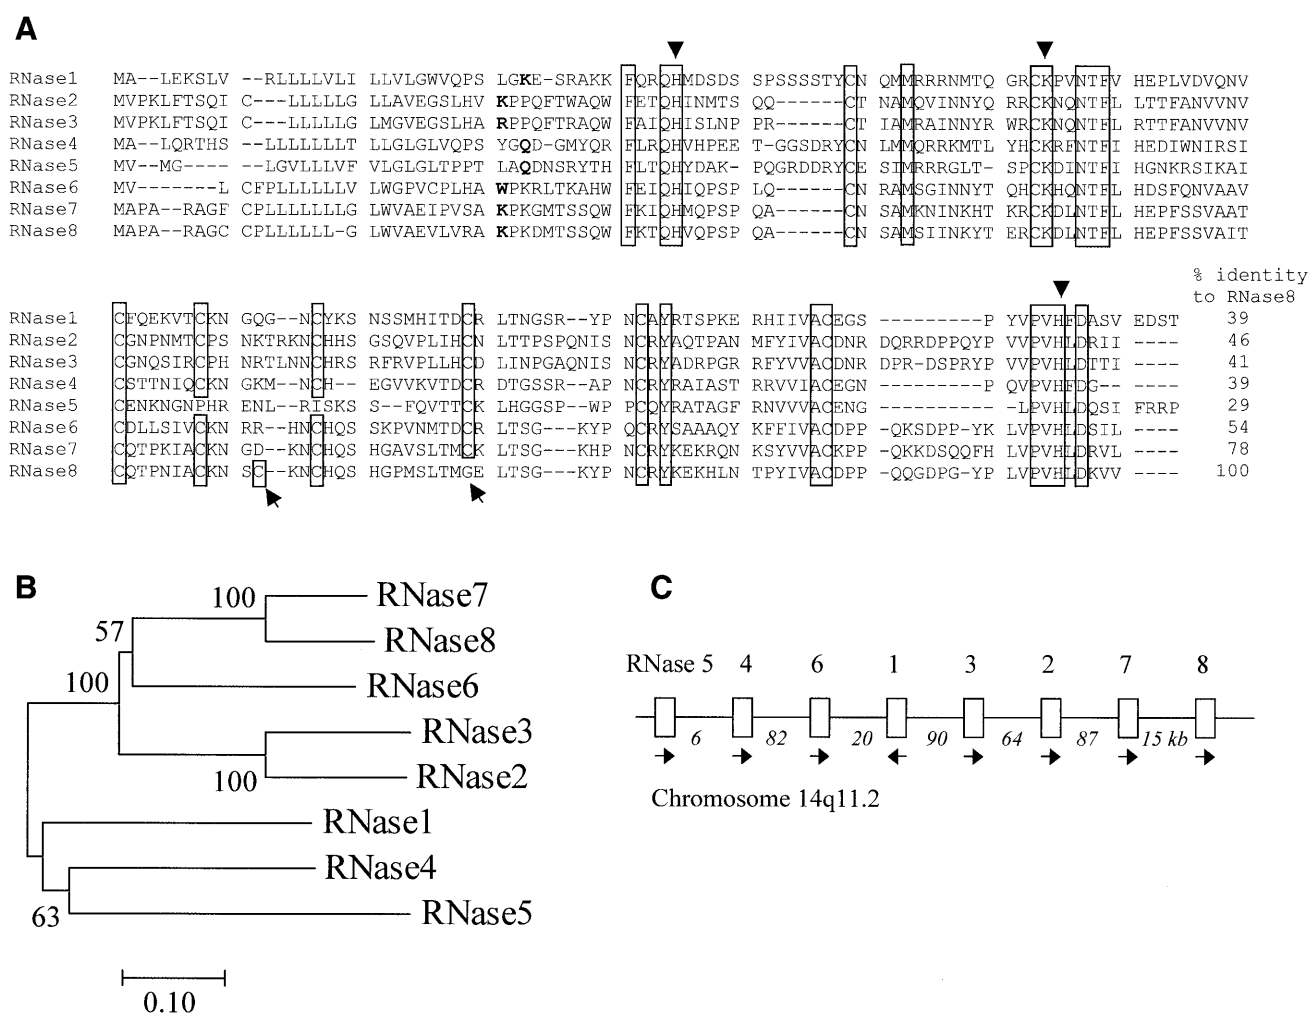 A
RNase1 MA--LEKSLV --RLLLLVLI LLVLGWVQPS LGKE-SRAKK FQRQHMDSDS SPSSSSTYCN QMMRRRNMTQ GRCKPVNTFV HEPLVDVQNV
RNase2 MVPKLFTSQI C---LLLLLG LLAVEGSLHV KPPQFTWAQW FETQHINMTS QQ------CT NAMQVINNYQ RRCKNQNTFL LTTFANVVNV
RNase3 MVPKLFTSQI C---LLLLLG LMGVEGSLHA RPPQFTRAQW FAIQHISLNP PR------CT IAMRAINNYR WRCKNQNTFL RTTFANVVNV
RNase4 MA--LQRTHS ---LLLLLLTL LLGLGLVQPS YGQD-GMYQR FLRQHVHPEE T-GGSDRYCN LMMQRRKMTL YHCKRFNTFI HEDIWNIRSI
RNase5 MV--MG---- --LGVLLLVF VLGLGLTPPT LAQDNSRYTH FLTQHYDAK- PQGRDDRYCE SIMRRRGLT- SPCKDINTFI HGNKRSIKAI
RNase6 MV-------L CFPLLLLLLV LWGPVCPLHA WPKRLTKAHW FEIQHIQPSP LQ------CN RAMSGINNYT QHCKHQNTFL HDSFQNVAAV
RNase7 MAPA--RAGF CPLLLLLLLG LWVAEIPVSA KPKGMTSSQW FKIQHMQPSP QA------CN SAMKNINKHT KRCKDLNTFL HEPFSSVAAT
RNase8 MAPA--RAGC CPLLLLLL-G LWVAEVLVRA KPKDMTSSQW FKTQHVQPSP QA------CN SAMSIINKYT ERCKDLNTFL HEPFSSVAIT
% identity
to RNase8
RNase1 CFQEKVTCKN GQG--NCYKS NSSMHITDCR LTNGSR--YP NCAYRTSPKE RHIIVACEGS ---------P YVPVHFDASV EDST 39
RNase2 CGNPNMTCPS NKTRKNCHHS GSQVPLIHCN LTTPSPQNIS NCRYAQTPAN MFYIVACDNR DQRRDPPQYP VVPVHLDRII ---- 46
RNase3 CGNQSIRCPH NRTLNNCHRS RFRVPLLHCD LINPGAQNIS NCRYADRPGR RFYVVACDNR DPR-DSPRYP VVPVHLDTTI ---- 41
RNase4 CSTTNIQCKN GKM--NCH-- EGVVKVTDCR DTGSSR--AP NCRYRAIAST RRVVIACEGN ---------P QVPVHFDG-- ---- 39
RNase5 CENKNGNPHR ENL--RISKS S--FQVTTCK LHGGSP--WP PCQYRATAGF RNVVVACENG ---------- -LPVHLDQSI FRRP 29
RNase6 CDLLSIVCKN RR--HNCHQS SKPVNMTDCR LTSG---KYP QCRYSAAAQY KFFIVACDPP -QKSDPP-YK LVPVHLDSIL ---- 54
RNase7 CQTPKIACKN GD--KNCHQS HGAVSLTMCK LTSG---KHP NCRYKEKRQN KSYVVACKPP -QKKDSQQFH LVPVHLDRVL ---- 78
RNase8 CQTPNIACKN SC--KNCHQS HGPMSLTMGE LTSG---KYP NCRYKEKHLN TPYIVACDPP -QQGDPG-YP LVPVHLDKVV ---- 100
B
100 RNase7
57 RNase8
100 RNase6
RNase3
100 RNase2
RNase1
RNase4
63 RNase5
0.10
C
RNase 5 4 6 1 3 2 7 8
6 82 20 90 64 87 15 kb
Chromosome 14q11.2